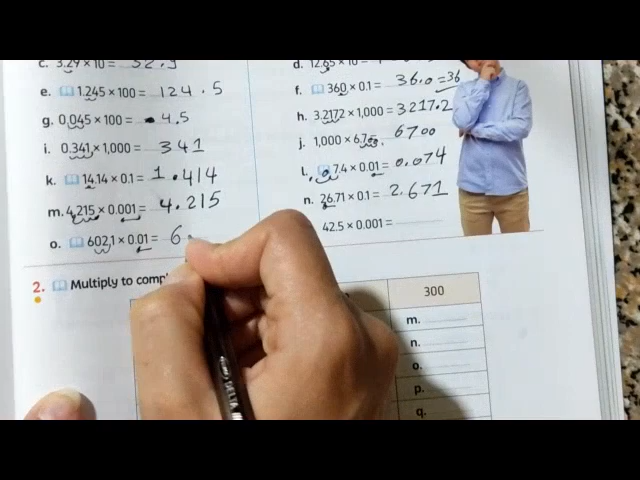 c. 3.29 × 10 = 32.9
d. 12.65 × 10 =
e. 1.245 × 100 = 124.5
f. 360 × 0.1 = 36.0 = 36
g. 0.045 × 100 = 4.5
h. 3.2172 × 1,000 = 3217.2
i. 0.341 × 1,000 = 341
j. 1,000 × 6.7 = 6700
k. 14.14 × 0.1 = 1.414
l. 7.4 × 0.01 = 0.074
m. 4,215 × 0.001 = 4.215
n. 26.71 × 0.1 = 2.671
o. 602.1 × 0.01 = 6.
42.5 × 0.001 =
2. Multiply to
300
m.
n.
o.
p.
q.